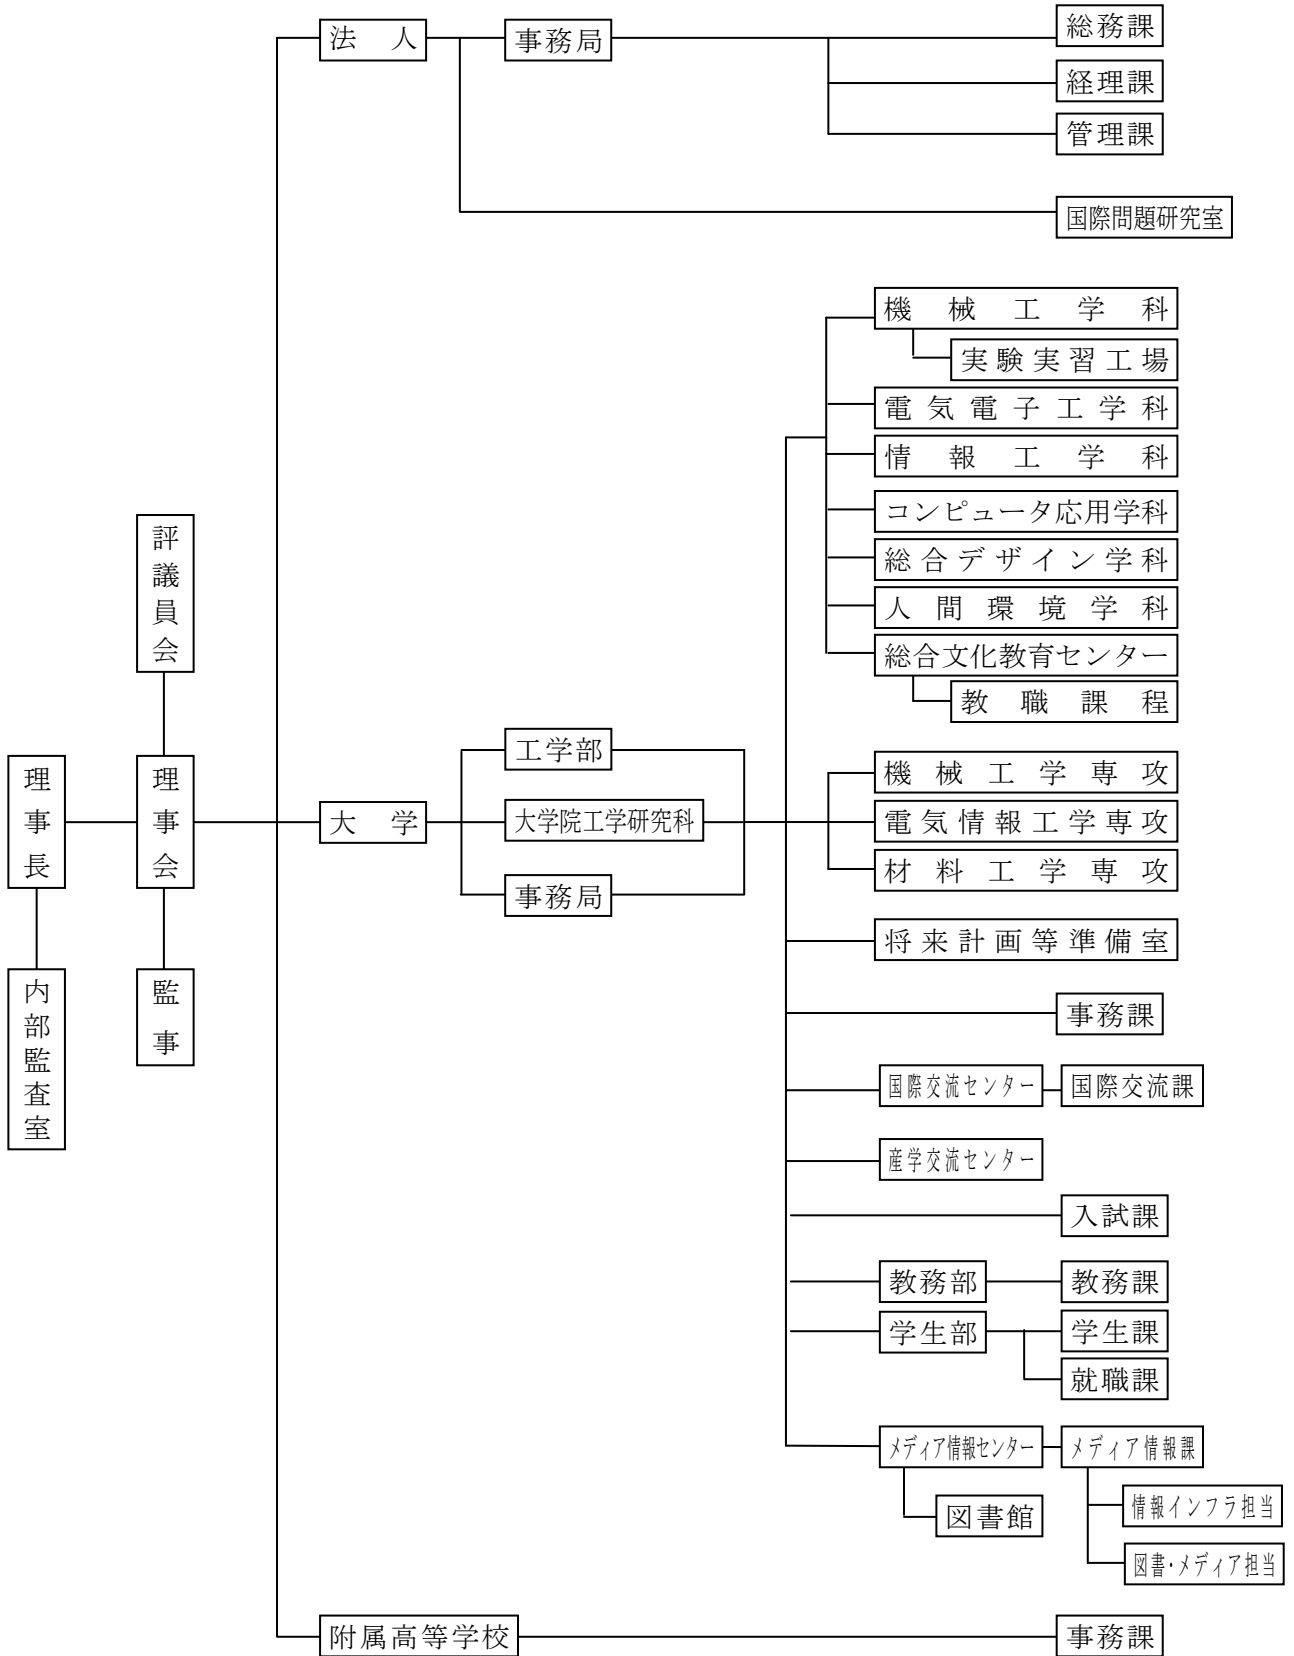 法人
事務局
総務課
経理課
管理課
国際問題研究室
機械工学科
実験実習工場
電気電子工学科
情報工学科
コンピュータ応用学科
総合デザイン学科
人間環境学科
総合文化教育センター
教職課程
評議員会
理事長
理事会
大学
工学部
大学院工学研究科
事務局
機械工学専攻
電気情報工学専攻
材料工学専攻
内部監査室
監事
将来計画等準備室
事務課
国際交流センター
国際交流課
産学交流センター
入試課
教務部
教務課
学生部
学生課
就職課
メディア情報センター
メディア情報課
図書館
情報インフラ担当
図書・メディア担当
附属高等学校
事務課